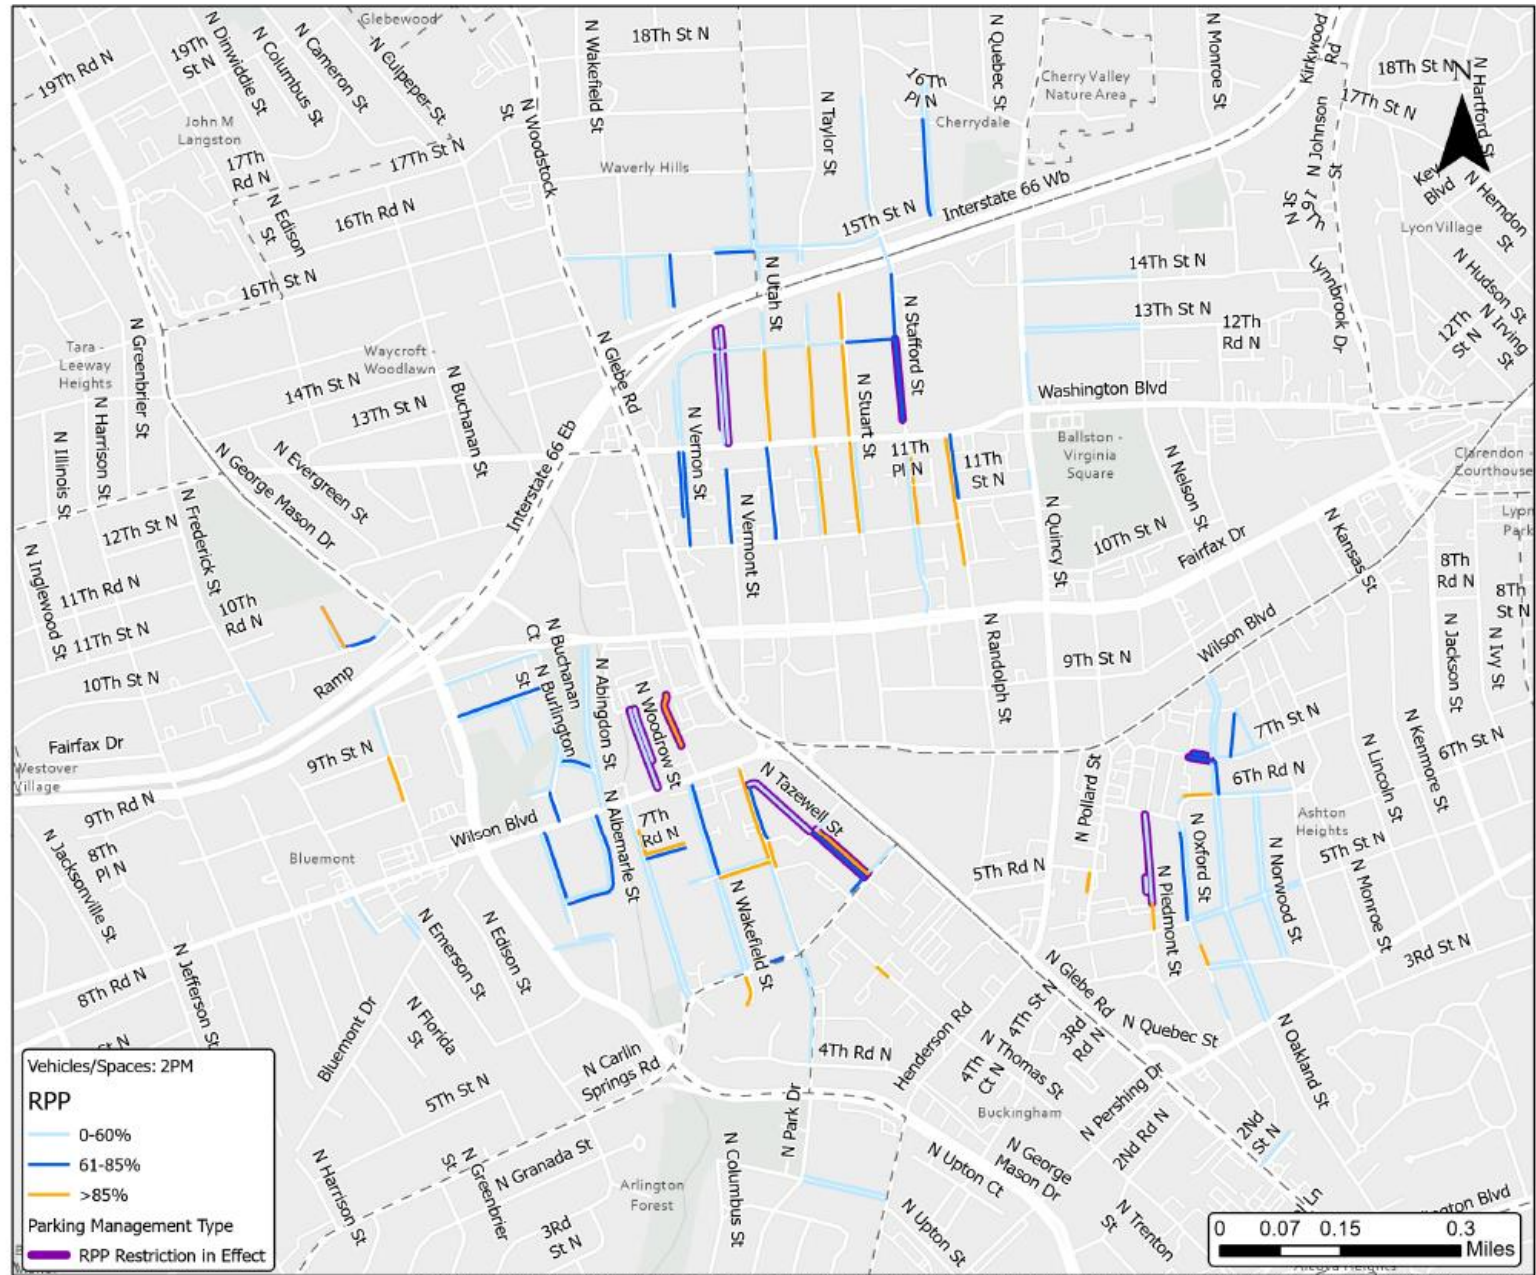 Glebewood
18Th St N
19Th Rd N
19Th
St N
N Dinwiddie St
N Columbus St
N Cameron St
N Culpeper St
St
N Woodstock
N Wakefield St
N Taylor St
16Th
Pl N
N Quebec St
Cherry Valley
Nature Area
Cherrydale
N Monroe St
Kirkwood
Rd
18Th St N
N
N Hartford St
17Th St N
N Johnson
St
16Th
St N
Key
Blvd
N Herndon
St
Lyon Village
John M
Langston
17Th
Rd N
17Th St N
16Th Rd N
N Edison
St
16Th St N
Waverly Hills
15Th St N
Interstate 66 Wb
14Th St N
13Th St N
12Th
Rd N
Lynnbrook Dr
N Hudson St
N Irving
St
12Th
St N
N Utah St
N Stafford St
N Glebe Rd
Tara -
Leeway
Heights
N Greenbrier St
Waycroft -
Woodlawn
14Th St N
13Th St N
N Buchanan St
N Harrison St
N Illinois St
N George Mason Dr
N Evergreen St
Interstate 66 Eb
N Vernon St
N Vermont St
N Stuart St
11Th
Pl N
11Th
St N
Washington Blvd
Ballston -
Virginia
Square
N Nelson St
N Quincy St
10Th St N
Fairfax Dr
N Kansas St
Clarendon -
Courthouse
Lyon
Park
8Th
Rd N
8Th
St N
N Jackson St
N Ivy St
12Th St N
N Frederick St
11Th Rd N
10Th
Rd N
11Th St N
N Inglewood St
10Th St N
Ramp
Fairfax Dr
Westover
Village
9Th St N
9Th Rd N
8Th
Pl N
N Jacksonville St
Bluemont
Wilson Blvd
N Buchanan
Ct
N Burlington
St
N Abingdon St
N Woodrow St
N Albemarle St
7Th
Rd N
N Tazewell St
N Wakefield St
N Randolph St
9Th St N
Wilson Blvd
7Th St N
6Th Rd N
6Th St N
N Lincoln St
N Kenmore St
Ashton
Heights
5Th St N
N Monroe St
3Rd St N
N Pollard St
5Th Rd N
N Oxford St
N Piedmont St
N Norwood St
N Oakland St
8Th Rd N
N Jefferson St
N Emerson St
N Edison St
Bluemont Dr
N Florida
St
5Th St N
N Carlin
Springs Rd
4Th Rd N
Henderson Rd
N Glebe Rd
4Th St N
3Rd
Rd N
N Quebec St
N Thomas St
4Th
Ct N
Buckingham
N Pershing Dr
2Nd Rd N
2Nd
St N
N Harrison St
N Greenbrier
St
N Granada St
3Rd
St N
Arlington
Forest
N Columbus St
N Park Dr
N Upton Ct
N Upton St
N George
Mason Dr
N Trenton
St
St N
Vehicles/Spaces: 2PM
RPP
0-60%
61-85%
>85%
Parking Management Type
RPP Restriction in Effect
0 0.07 0.15 0.3
Miles